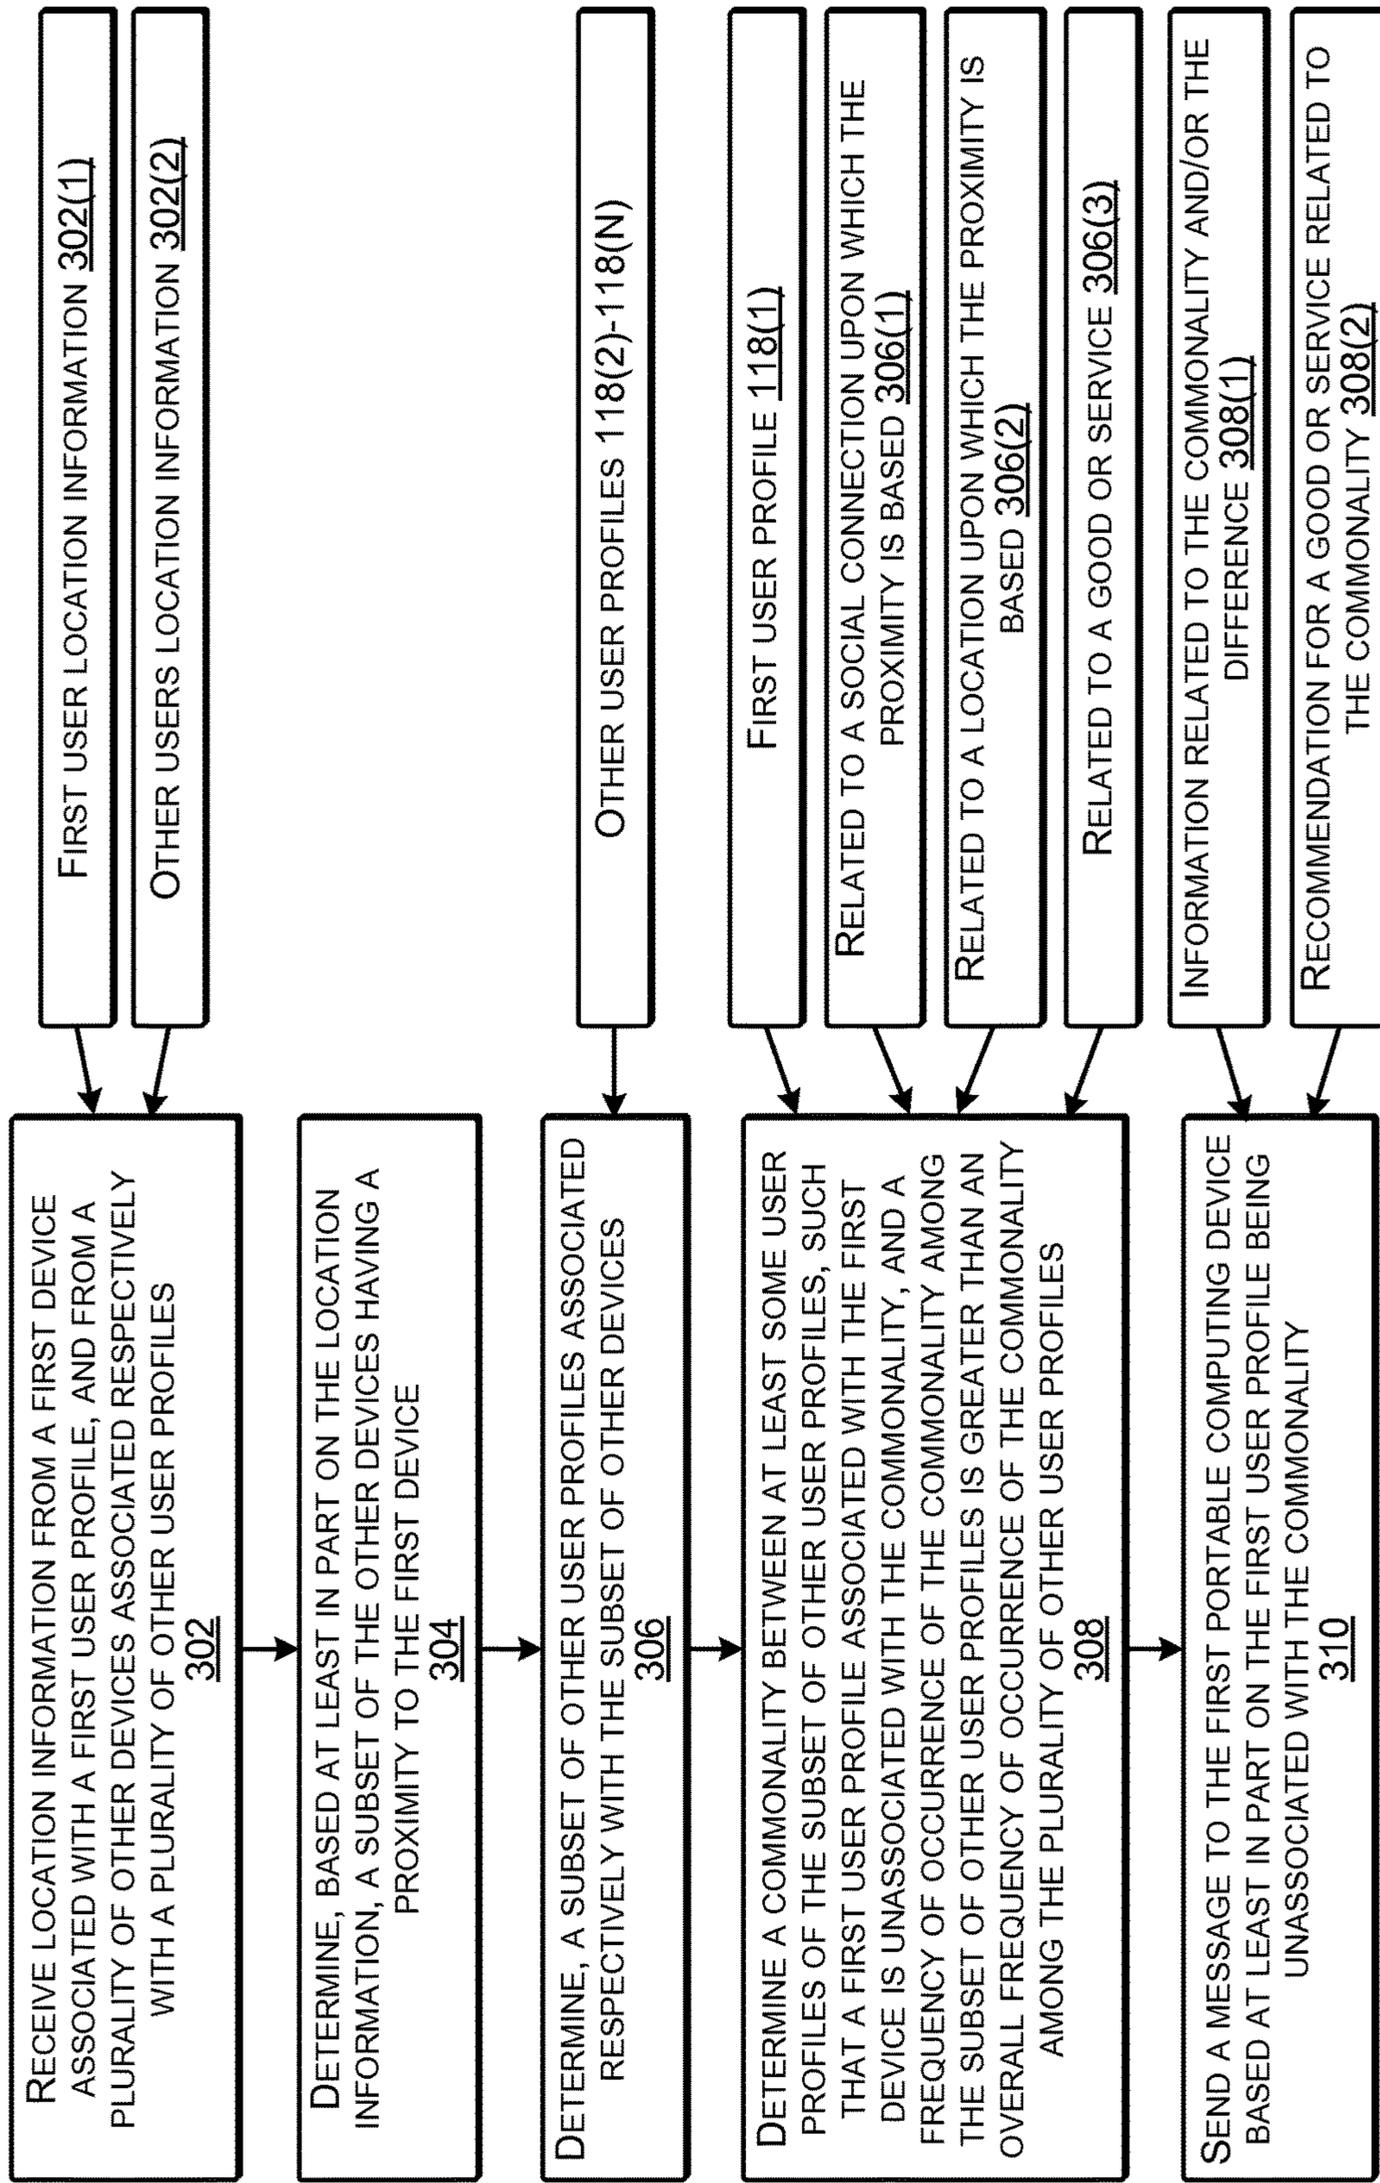 RECEIVE LOCATION INFORMATION FROM A FIRST DEVICE
ASSOCIATED WITH A FIRST USER PROFILE, AND FROM A
PLURALITY OF OTHER DEVICES ASSOCIATED RESPECTIVELY
WITH A PLURALITY OF OTHER USER PROFILES
302
FIRST USER LOCATION INFORMATION 302(1)
OTHER USERS LOCATION INFORMATION 302(2)
DETERMINE, BASED AT LEAST IN PART ON THE LOCATION
INFORMATION, A SUBSET OF THE OTHER DEVICES HAVING A
PROXIMITY TO THE FIRST DEVICE
304
DETERMINE, A SUBSET OF OTHER USER PROFILES ASSOCIATED
RESPECTIVELY WITH THE SUBSET OF OTHER DEVICES
306
OTHER USER PROFILES 118(2)-118(N)
DETERMINE A COMMONALITY BETWEEN AT LEAST SOME USER
PROFILES OF THE SUBSET OF OTHER USER PROFILES, SUCH
THAT A FIRST USER PROFILE ASSOCIATED WITH THE FIRST
DEVICE IS UNASSOCIATED WITH THE COMMONALITY, AND A
FREQUENCY OF OCCURRENCE OF THE COMMONALITY AMONG
THE SUBSET OF OTHER USER PROFILES IS GREATER THAN AN
OVERALL FREQUENCY OF OCCURRENCE OF THE COMMONALITY
AMONG THE PLURALITY OF OTHER USER PROFILES
308
FIRST USER PROFILE 118(1)
RELATED TO A SOCIAL CONNECTION UPON WHICH THE
PROXIMITY IS BASED 306(1)
RELATED TO A LOCATION UPON WHICH THE PROXIMITY IS
BASED 306(2)
RELATED TO A GOOD OR SERVICE 306(3)
SEND A MESSAGE TO THE FIRST PORTABLE COMPUTING DEVICE
BASED AT LEAST IN PART ON THE FIRST USER PROFILE BEING
UNASSOCIATED WITH THE COMMONALITY
310
INFORMATION RELATED TO THE COMMONALITY AND/OR THE
DIFFERENCE 308(1)
RECOMMENDATION FOR A GOOD OR SERVICE RELATED TO
THE COMMONALITY 308(2)